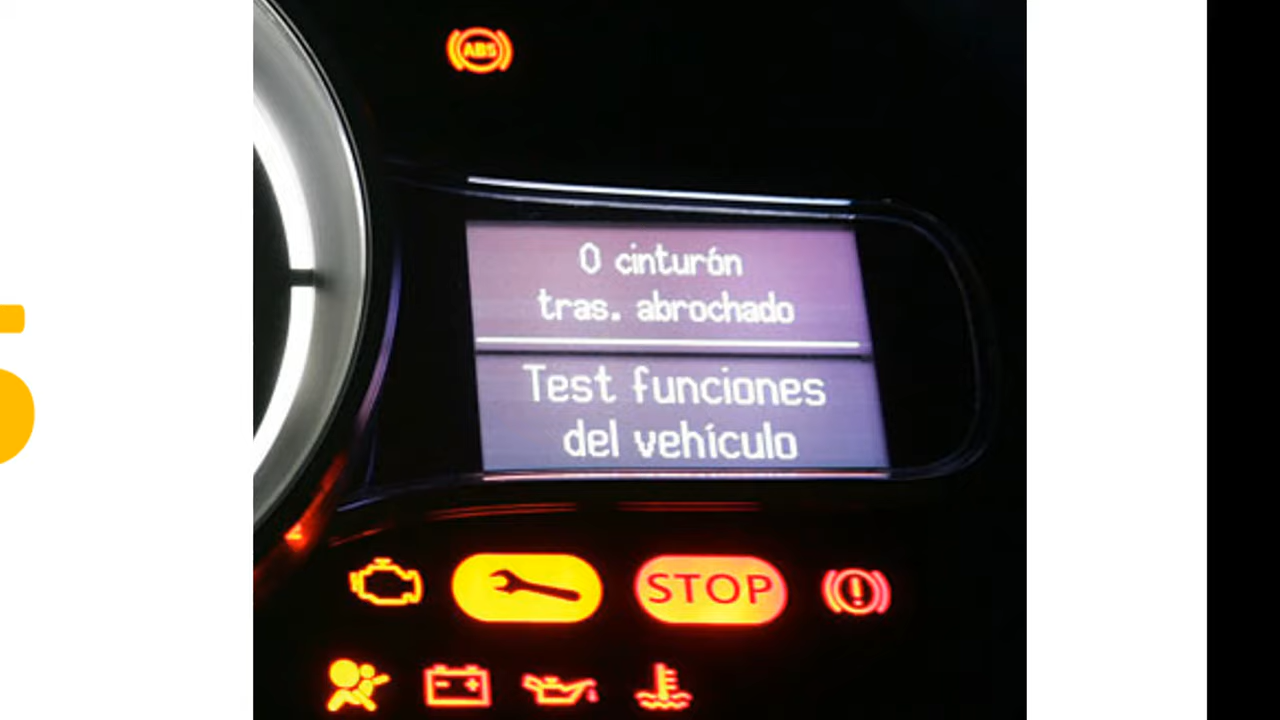 ABS
0 cinturón
tras. abrochado
Test funciones
del vehículo
STOP